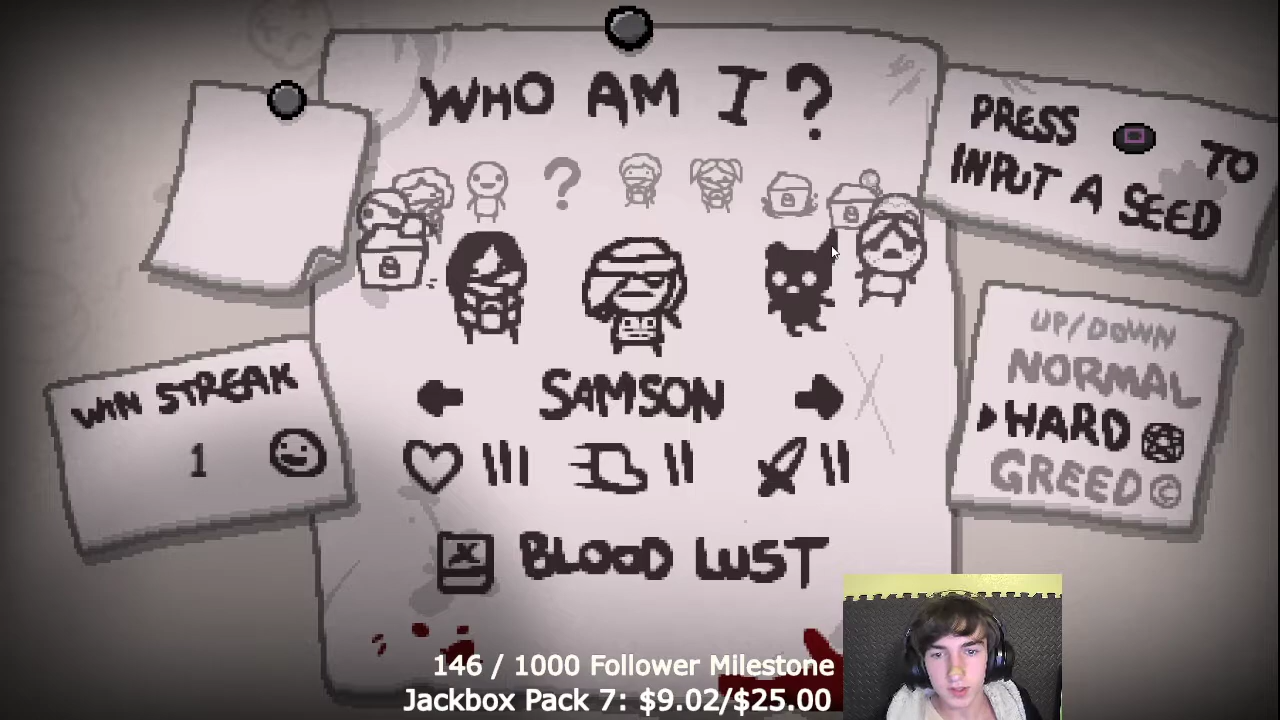 WHO AM I?
PRESS TO
INPUT A SEED
WIN STREAK
1
SAMSON
BLOOD LUST
UP/DOWN
NORMAL
HARD
GREED
146 / 1000 Follower Milestone
Jackbox Pack 7: $9.02/$25.00